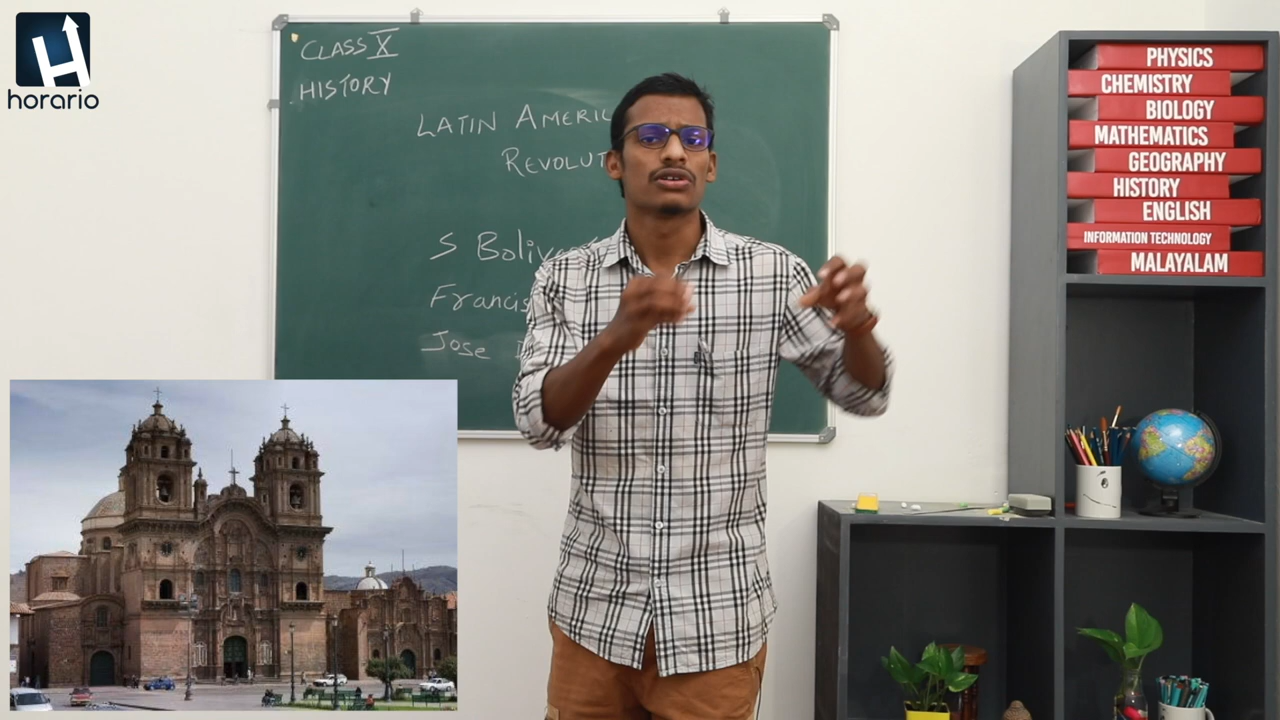 horario
CLASS X
HISTORY
LATIN AMERIC
REVOLUT
S Boliv
Francis
Jose
PHYSICS
CHEMISTRY
BIOLOGY
MATHEMATICS
GEOGRAPHY
HISTORY
ENGLISH
INFORMATION TECHNOLOGY
MALAYALAM